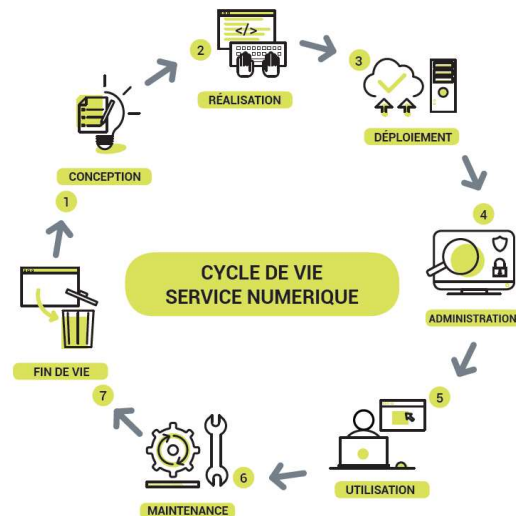 2
</>
RÉALISATION
3
DÉPLOIEMENT
CONCEPTION
1
4
ADMINISTRATION
CYCLE DE VIE
SERVICE NUMERIQUE
5
UTILISATION
6
MAINTENANCE
7
FIN DE VIE